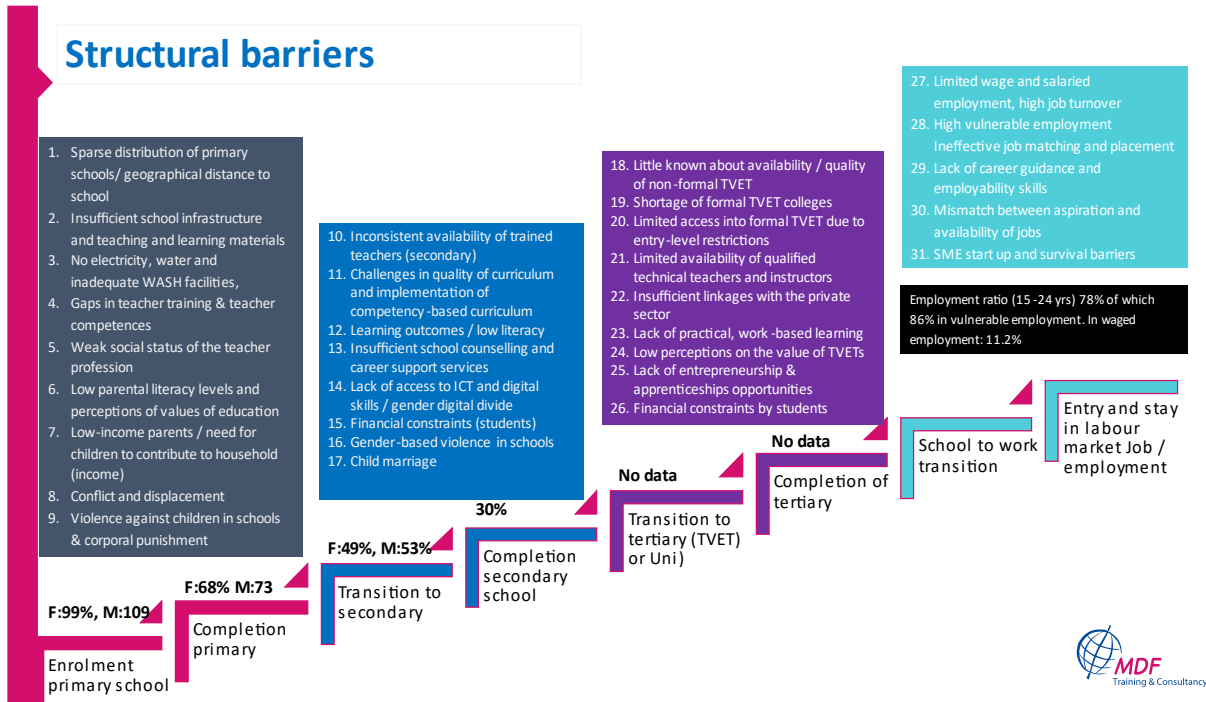 Structural barriers
1. Sparse distribution of primary
schools/ geographical distance to
school
2. Insufficient school infrastructure
and teaching and learning materials
3. No electricity, water and
inadequate WASH facilities,
4. Gaps in teacher training & teacher
competences
5. Weak social status of the teacher
profession
6. Low parental literacy levels and
perceptions of values of education
7. Low-income parents / need for
children to contribute to household
(income)
8. Conflict and displacement
9. Violence against children in schools
& corporal punishment
10. Inconsistent availability of trained
teachers (secondary)
11. Challenges in quality of curriculum
and implementation of
competency-based curriculum
12. Learning outcomes / low literacy
13. Insufficient school counselling and
career support services
14. Lack of access to ICT and digital
skills / gender digital divide
15. Financial constraints (students)
16. Gender-based violence in schools
17. Child marriage
18. Little known about availability / quality
of non-formal TVET
19. Shortage of formal TVET colleges
20. Limited access into formal TVET due to
entry-level restrictions
21. Limited availability of qualified
technical teachers and instructors
22. Insufficient linkages with the private
sector
23. Lack of practical, work-based learning
24. Low perceptions on the value of TVETs
25. Lack of entrepreneurship &
apprenticeships opportunities
26. Financial constraints by students
27. Limited wage and salaried
employment, high job turnover
28. High vulnerable employment
Ineffective job matching and placement
29. Lack of career guidance and
employability skills
30. Mismatch between aspiration and
availability of jobs
31. SME start up and survival barriers
Employment ratio (15-24 yrs) 78% of which
86% in vulnerable employment. In waged
employment: 11.2%
F:99%, M:109
Enrolment
primary school
F:68% M:73
Completion
primary
F:49%, M:53%
Transition to
secondary
30%
Completion
secondary
school
No data
Transition to
tertiary (TVET)
or Uni)
No data
Completion of
tertiary
School to work
transition
Entry and stay
in labour
market Job /
employment
MDF
Training & Consultancy